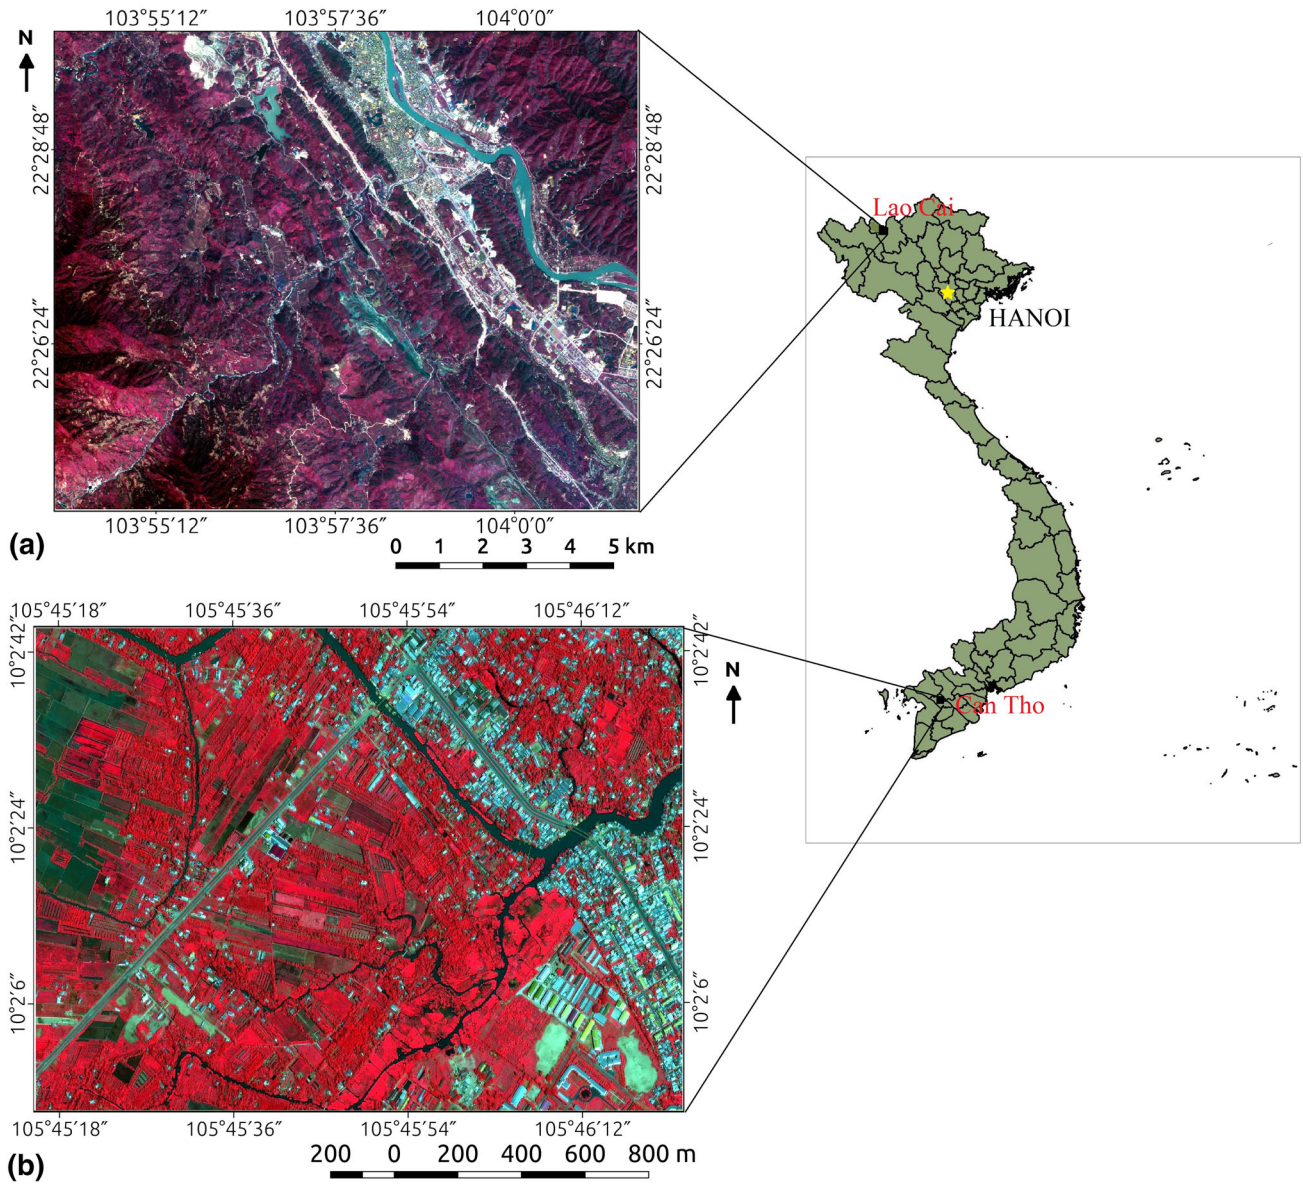 103°55′12″ 103°57′36″ 104°0′0″
N
22°28′48″
22°28′48″
22°26′24″
22°26′24″
103°55′12″ 103°57′36″ 104°0′0″
(a)
0 1 2 3 4 5 km
Lao Cai
HANOI
Can Tho
105°45′18″ 105°45′36″ 105°45′54″ 105°46′12″
10°2′42″
10°2′42″
N
10°2′24″
10°2′24″
10°2′6″
10°2′6″
105°45′18″ 105°45′36″ 105°45′54″ 105°46′12″
(b)
200 0 200 400 600 800 m